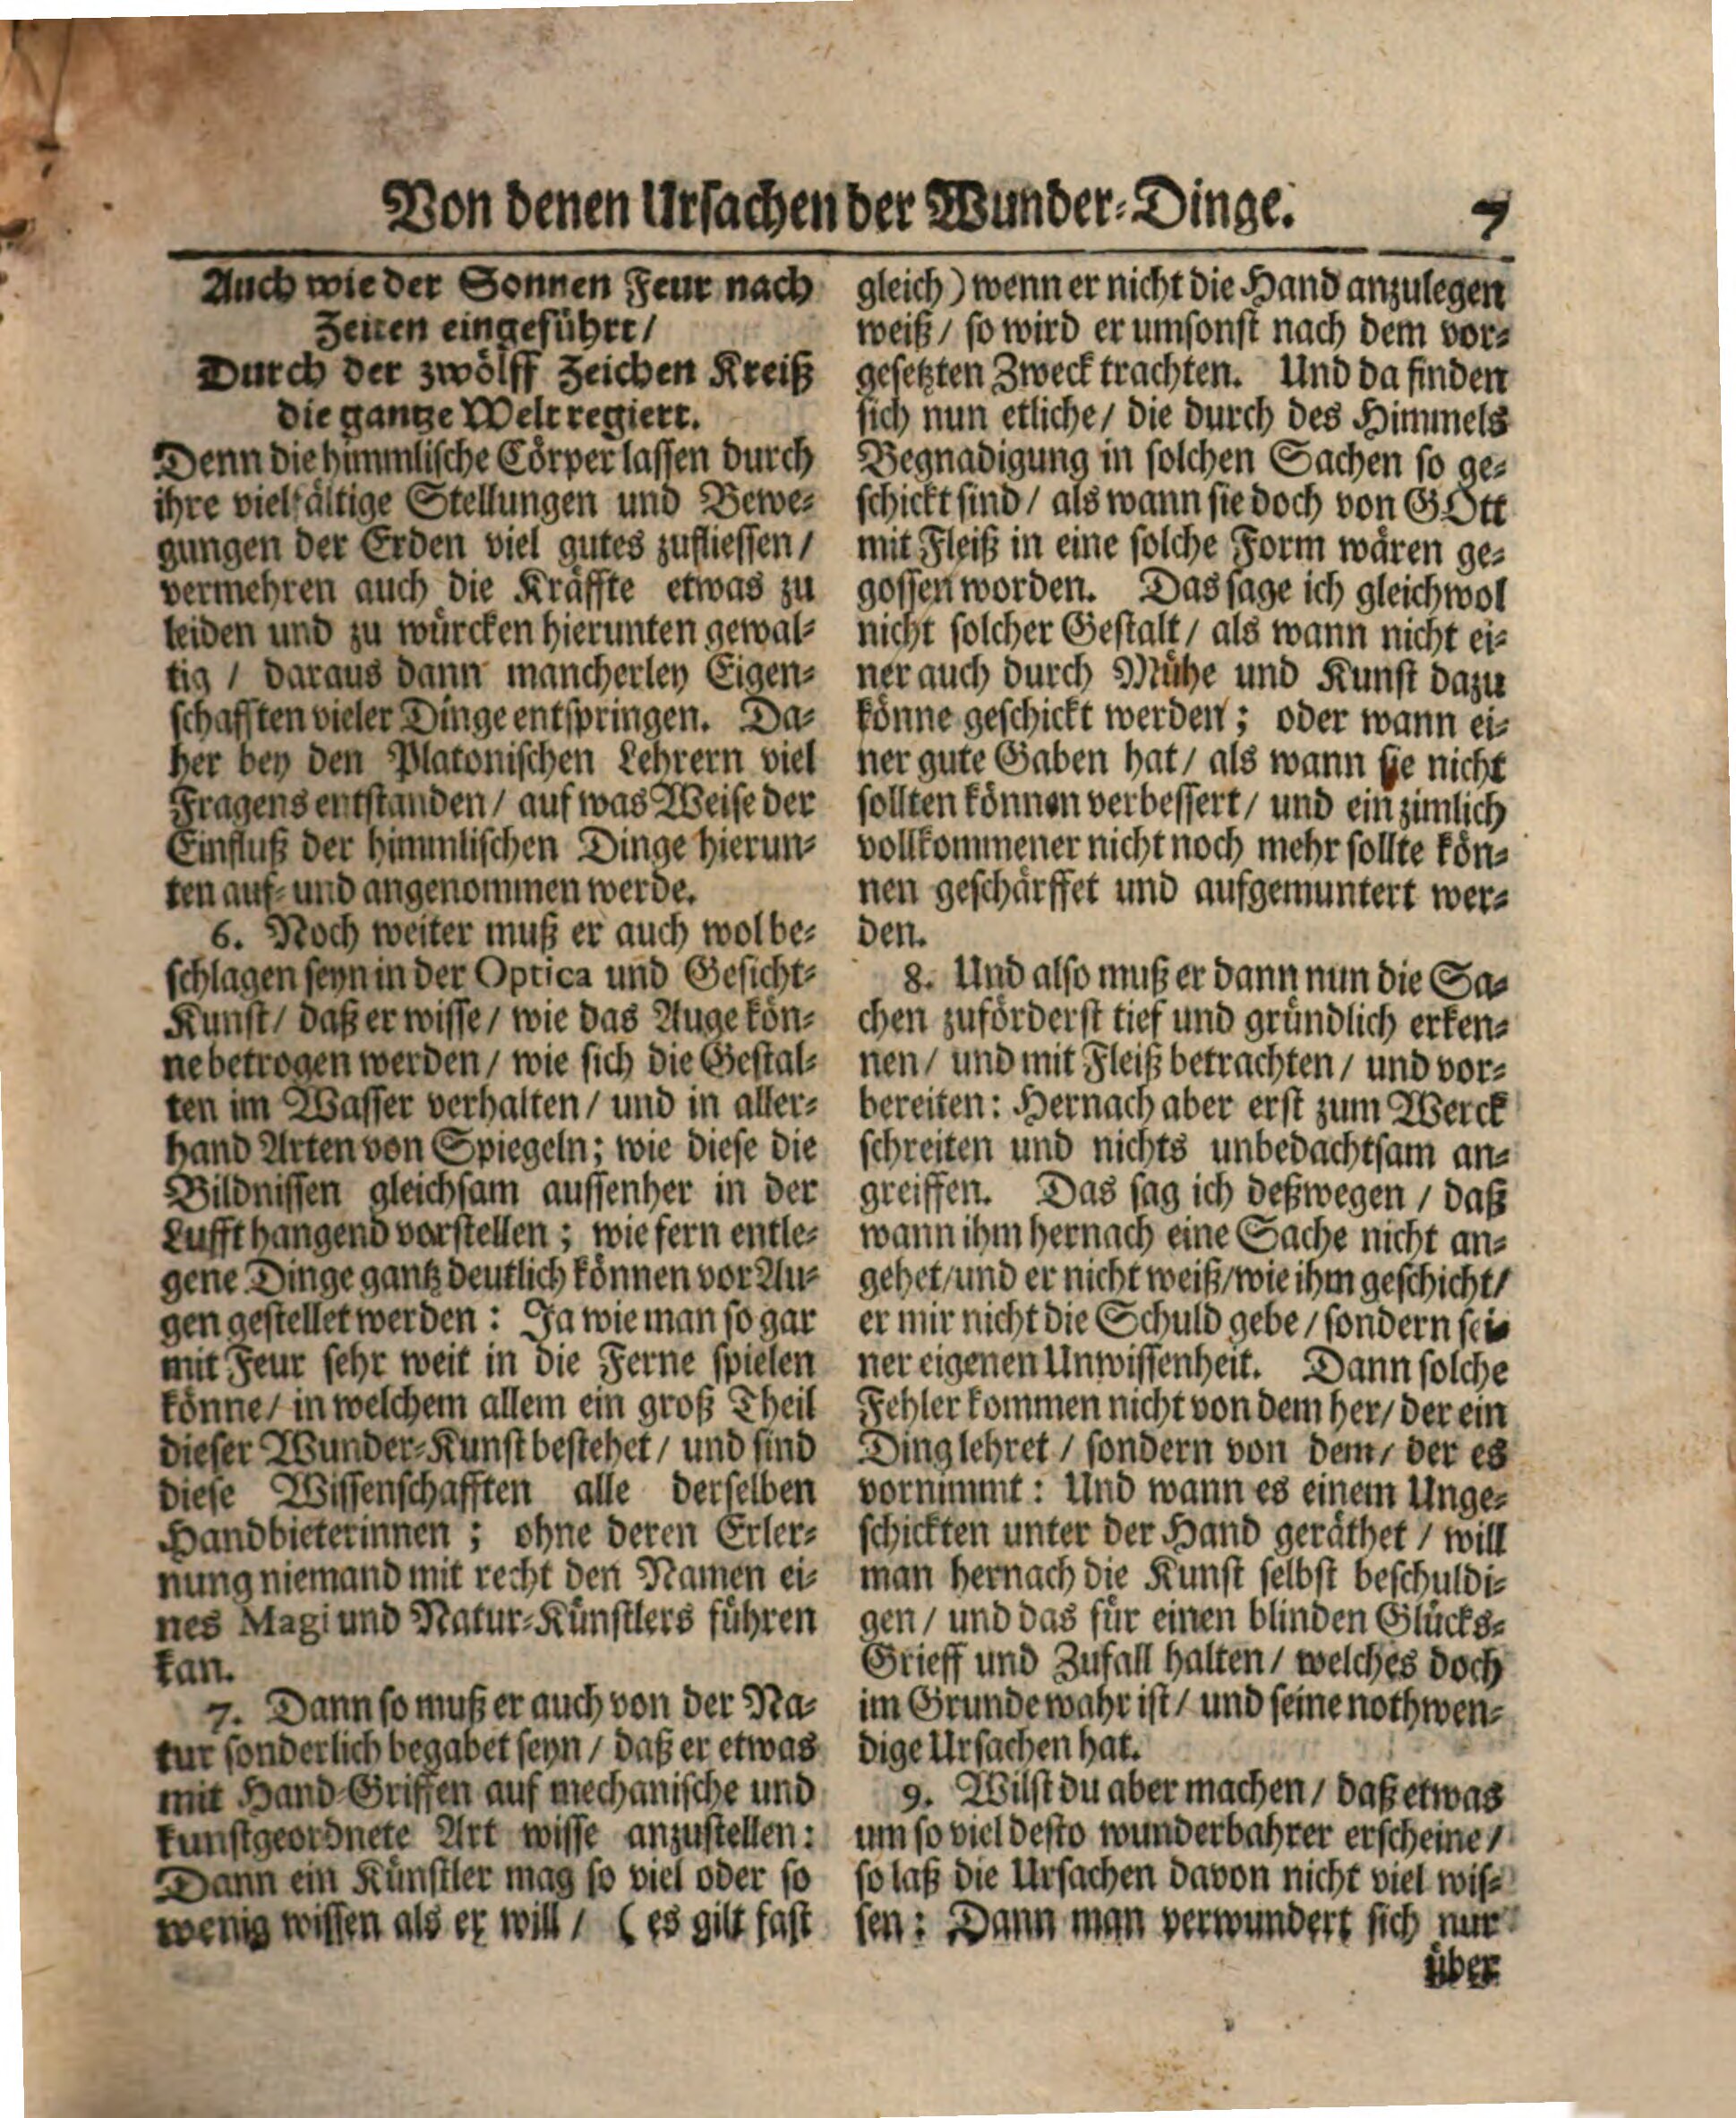 Von denen Ursachen der Wunder-Dinge. 7
Auch wie der Sonnen Feur nach
Zeiten eingeführt/
Durch der zwölff Zeichen Kreiß
die gantze Welt regiert.
Denn die himmlische Cörper lassen durch
ihre vielfältige Stellungen und Bewe-
gungen der Erden viel gutes zufliessen/
vermehren auch die Kräffte etwas zu
leiden und zu würcken hierunten gewal-
tig / daraus dann mancherley Eigen-
schafften vieler Dinge entspringen. Da-
her bey den Platonischen Lehrern viel
Fragens entstanden/ auf was Weise der
Einfluß der himmlischen Dinge hierun-
ten auf- und angenommen werde.
6. Noch weiter muß er auch wol be-
schlagen seyn in der Optica und Gesicht-
Kunst/ daß er wisse/ wie das Auge kön-
ne betrogen werden/ wie sich die Gestal-
ten im Wasser verhalten/ und in aller-
hand Arten von Spiegeln; wie diese die
Bildnissen gleichsam aussenher in der
Lufft hangend vorstellen; wie fern entle-
gene Dinge gantz deutlich können vor Au-
gen gestellet werden: Ja wie man so gar
mit Feur sehr weit in die Ferne spielen
könne/ in welchem allem ein groß Theil
dieser Wunder-Kunst bestehet/ und sind
diese Wissenschafften alle derselben
Handbieterinnen; ohne deren Erler-
nung niemand mit recht den Namen ei-
nes Magi und Natur-Künstlers führen
kan.
7. Dann so muß er auch von der Na-
tur sonderlich begabet seyn/ daß er etwas
mit Hand-Griffen auf mechanische und
kunstgeordnete Art wisse anzustellen:
Dann ein Künstler mag so viel oder so
wenig wissen als er will/ (es gilt fast
gleich) wenn er nicht die Hand anzulegen
weiß/ so wird er umsonst nach dem vor-
gesetzten Zweck trachten. Und da finden
sich nun etliche/ die durch des Himmels
Begnadigung in solchen Sachen so ge-
schickt sind/ als wann sie doch von GOtt
mit Fleiß in eine solche Form wären ge-
gossen worden. Das sage ich gleichwol
nicht solcher Gestalt/ als wann nicht ei-
ner auch durch Mühe und Kunst dazu
könne geschickt werden; oder wann ei-
ner gute Gaben hat/ als wann sie nicht
sollten können verbessert/ und ein zimlich
vollkommener nicht noch mehr sollte kön-
nen geschärffet und aufgemuntert wer-
den.
8. Und also muß er dann nun die Sa-
chen zuförderst tief und gründlich erken-
nen/ und mit Fleiß betrachten/ und vor-
bereiten: Hernach aber erst zum Werck
schreiten und nichts unbedachtsam an-
greiffen. Das sag ich deßwegen/ daß
wann ihm hernach eine Sache nicht an-
gehet/und er nicht weiß/wie ihm geschicht/
er mir nicht die Schuld gebe/ sondern sei-
ner eigenen Unwissenheit. Dann solche
Fehler kommen nicht von dem her/ der ein
Ding lehret/ sondern von dem/ der es
vornimmt: Und wann es einem Unge-
schickten unter der Hand geräthet/ will
man hernach die Kunst selbst beschuldi-
gen/ und das für einen blinden Glücks-
Grieff und Zufall halten/ welches doch
im Grunde wahr ist/ und seine nothwen-
dige Ursachen hat.
9. Wilst du aber machen/ daß etwas
um so viel desto wunderbahrer erscheine/
so laß die Ursachen davon nicht viel wis-
sen: Dann man verwundert sich nur
über